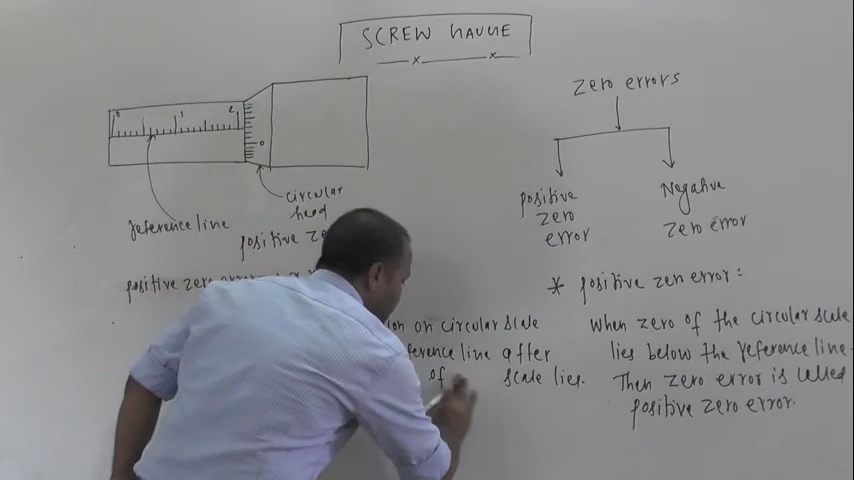 SCREW GAUGE
0 1 2
0
circular
head
reference line
positive
positive zero error
ion on circular scale
ference line after
of scale lies.
Zero errors
positive
zero
error
Negative
zero error
* positive zero error:
When zero of the circular scale
lies below the reference line.
Then zero error is called
positive zero error.